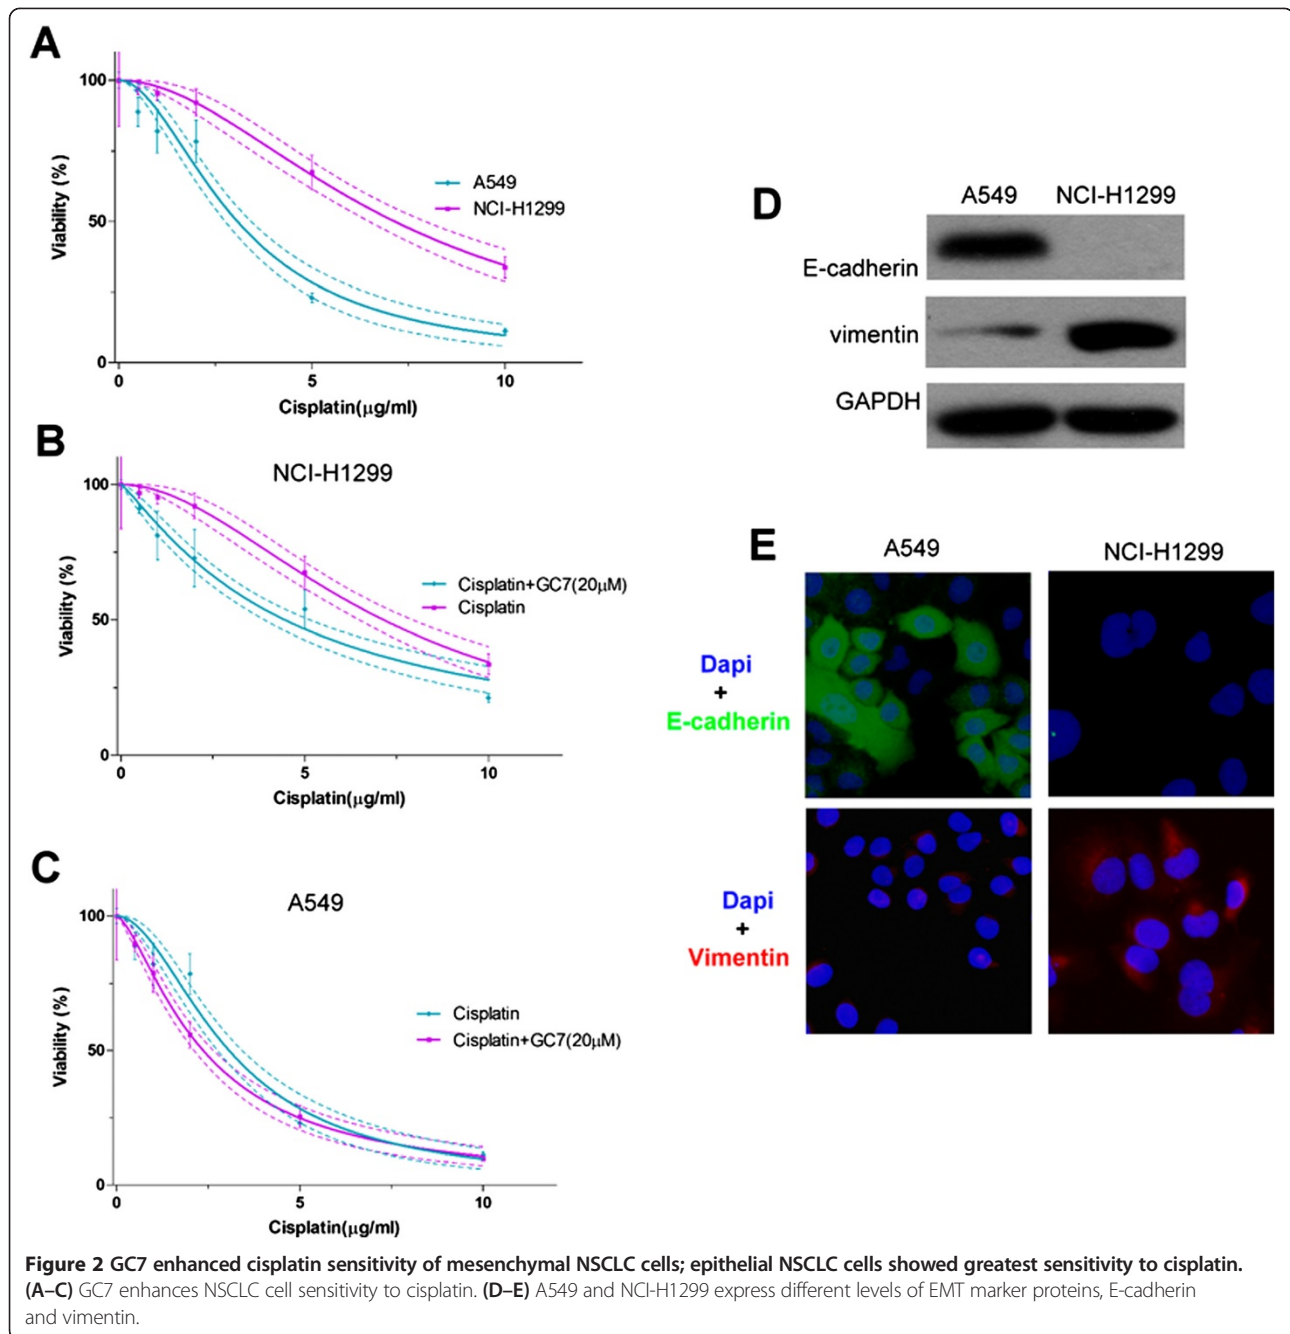 A
100
50
0
Viability (%)
A549
NCI-H1299
0 5 10
Cisplatin(μg/ml)
B
NCI-H1299
100
50
0
Viability (%)
Cisplatin+GC7(20μM)
Cisplatin
0 5 10
Cisplatin(μg/ml)
C
A549
100
50
0
Viability (%)
Cisplatin
Cisplatin+GC7(20μM)
0 5 10
Cisplatin(μg/ml)
D
A549 NCI-H1299
E-cadherin
vimentin
GAPDH
E
A549 NCI-H1299
Dapi
+
E-cadherin
Dapi
+
Vimentin
Figure 2 GC7 enhanced cisplatin sensitivity of mesenchymal NSCLC cells; epithelial NSCLC cells showed greatest sensitivity to cisplatin.
(A–C) GC7 enhances NSCLC cell sensitivity to cisplatin. (D–E) A549 and NCI-H1299 express different levels of EMT marker proteins, E-cadherin
and vimentin.